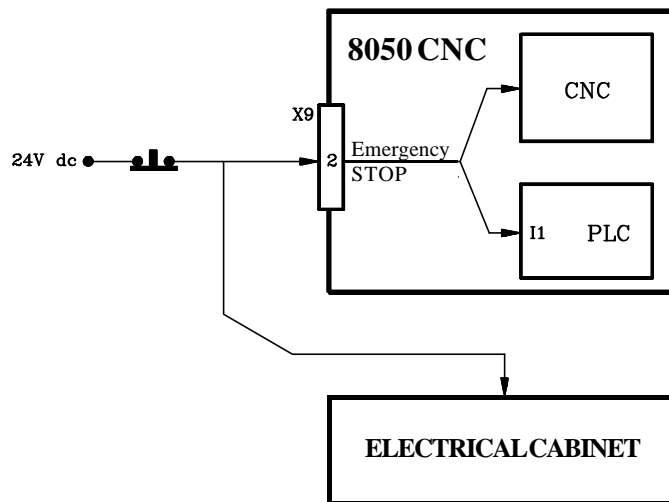 8050 CNC
CNC
X9
24V dc
2
Emergency
STOP
I1 PLC
ELECTRICAL CABINET